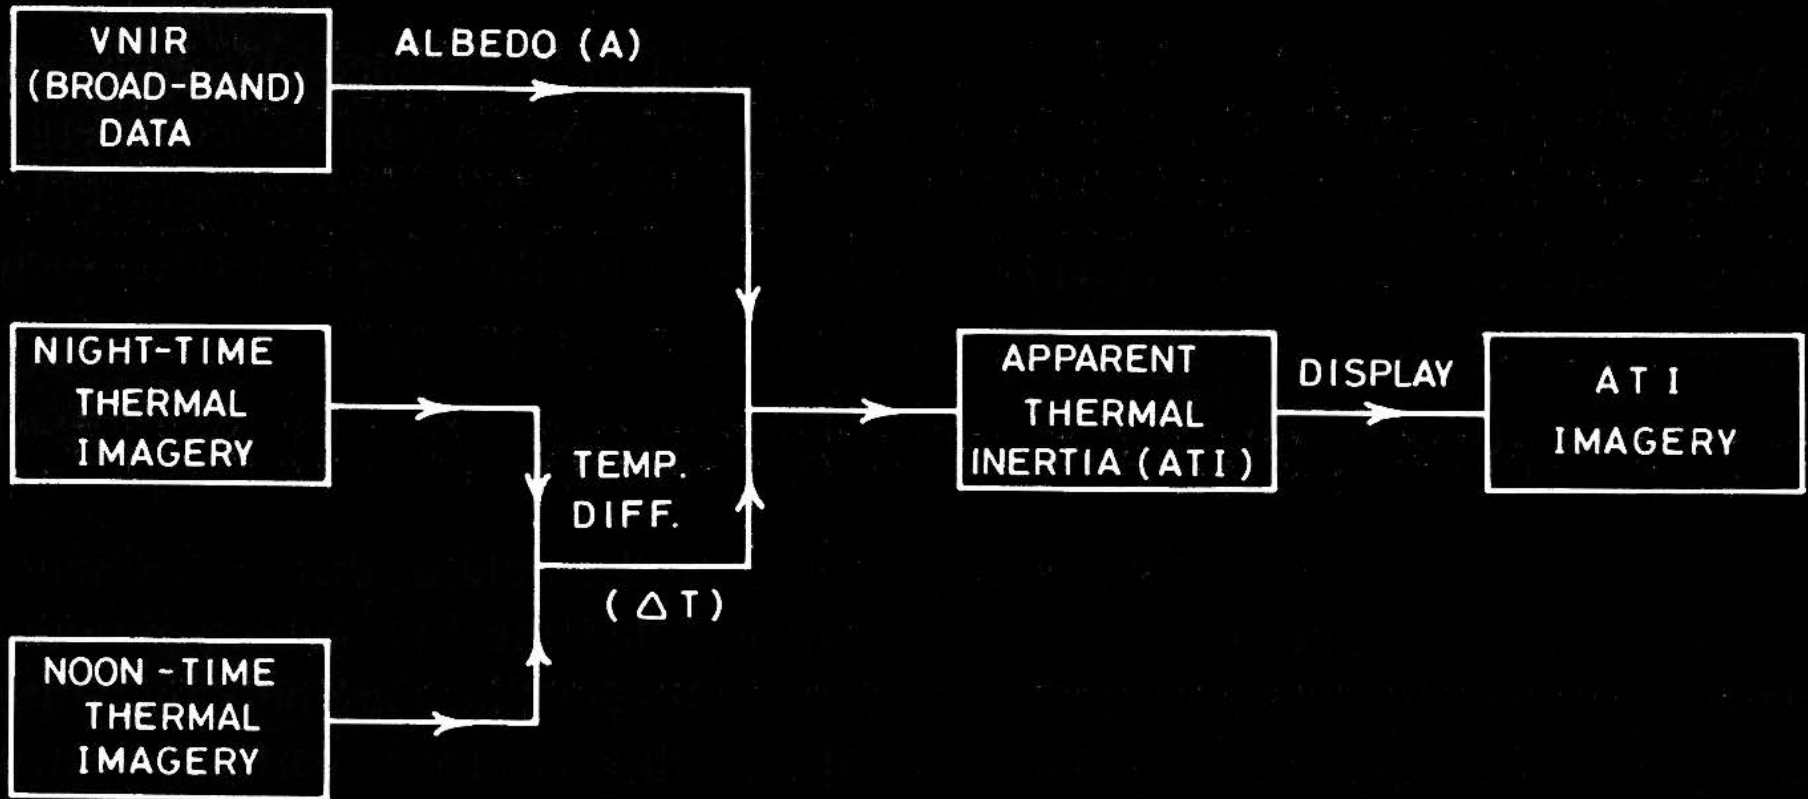 VNIR
(BROAD-BAND)
DATA
ALBEDO (A)
NIGHT-TIME
THERMAL
IMAGERY
TEMP.
DIFF.
(ΔT)
NOON-TIME
THERMAL
IMAGERY
APPARENT
THERMAL
INERTIA (ATI)
DISPLAY
ATI
IMAGERY